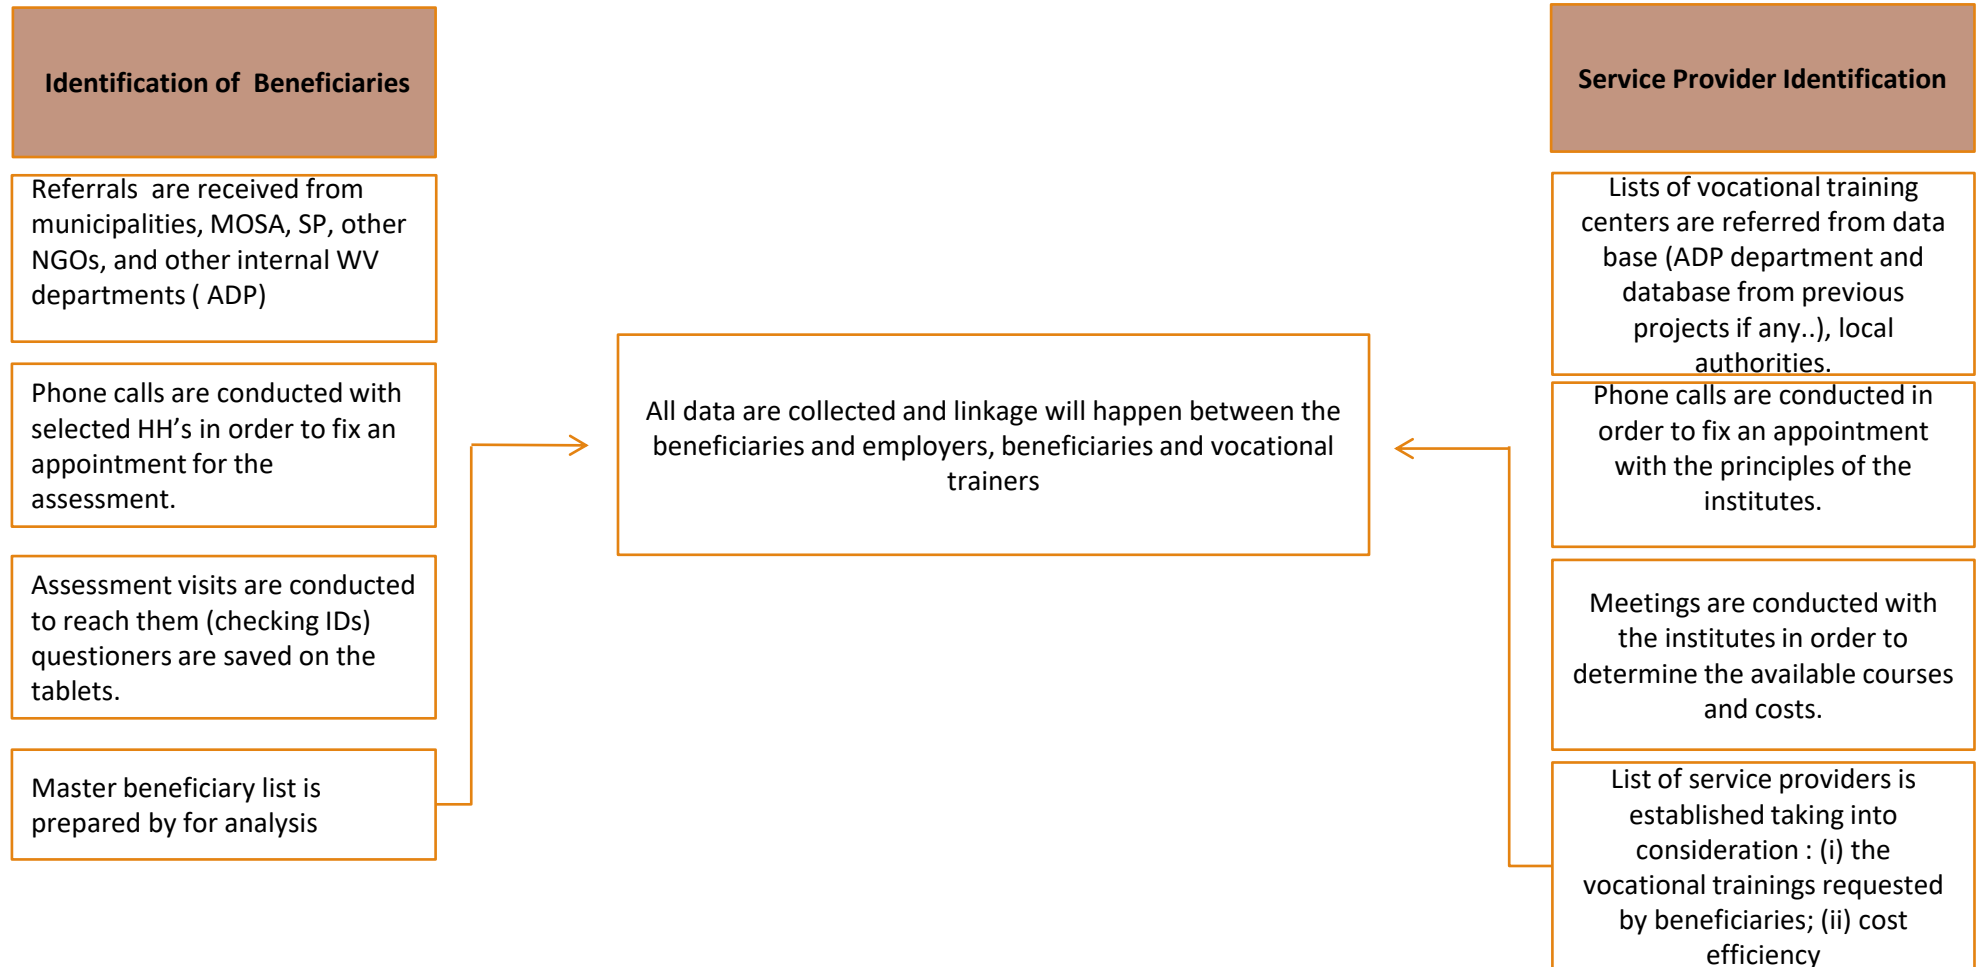 Identification of  Beneficiaries
Referrals  are received from
municipalities, MOSA, SP, other
NGOs, and other internal WV
departments ( ADP)
Phone calls are conducted with
selected HH’s in order to fix an
appointment for the
assessment.
Assessment visits are conducted
to reach them (checking IDs)
questioners are saved on the
tablets.
Master beneficiary list is
prepared by for analysis
All data are collected and linkage will happen between the
beneficiaries and employers, beneficiaries and vocational
trainers
Service Provider Identification
Lists of vocational training
centers are referred from data
base (ADP department and
database from previous
projects if any..), local
authorities.
Phone calls are conducted in
order to fix an appointment
with the principles of the
institutes.
Meetings are conducted with
the institutes in order to
determine the available courses
and costs.
List of service providers is
established taking into
consideration : (i) the
vocational trainings requested
by beneficiaries; (ii) cost
efficiency